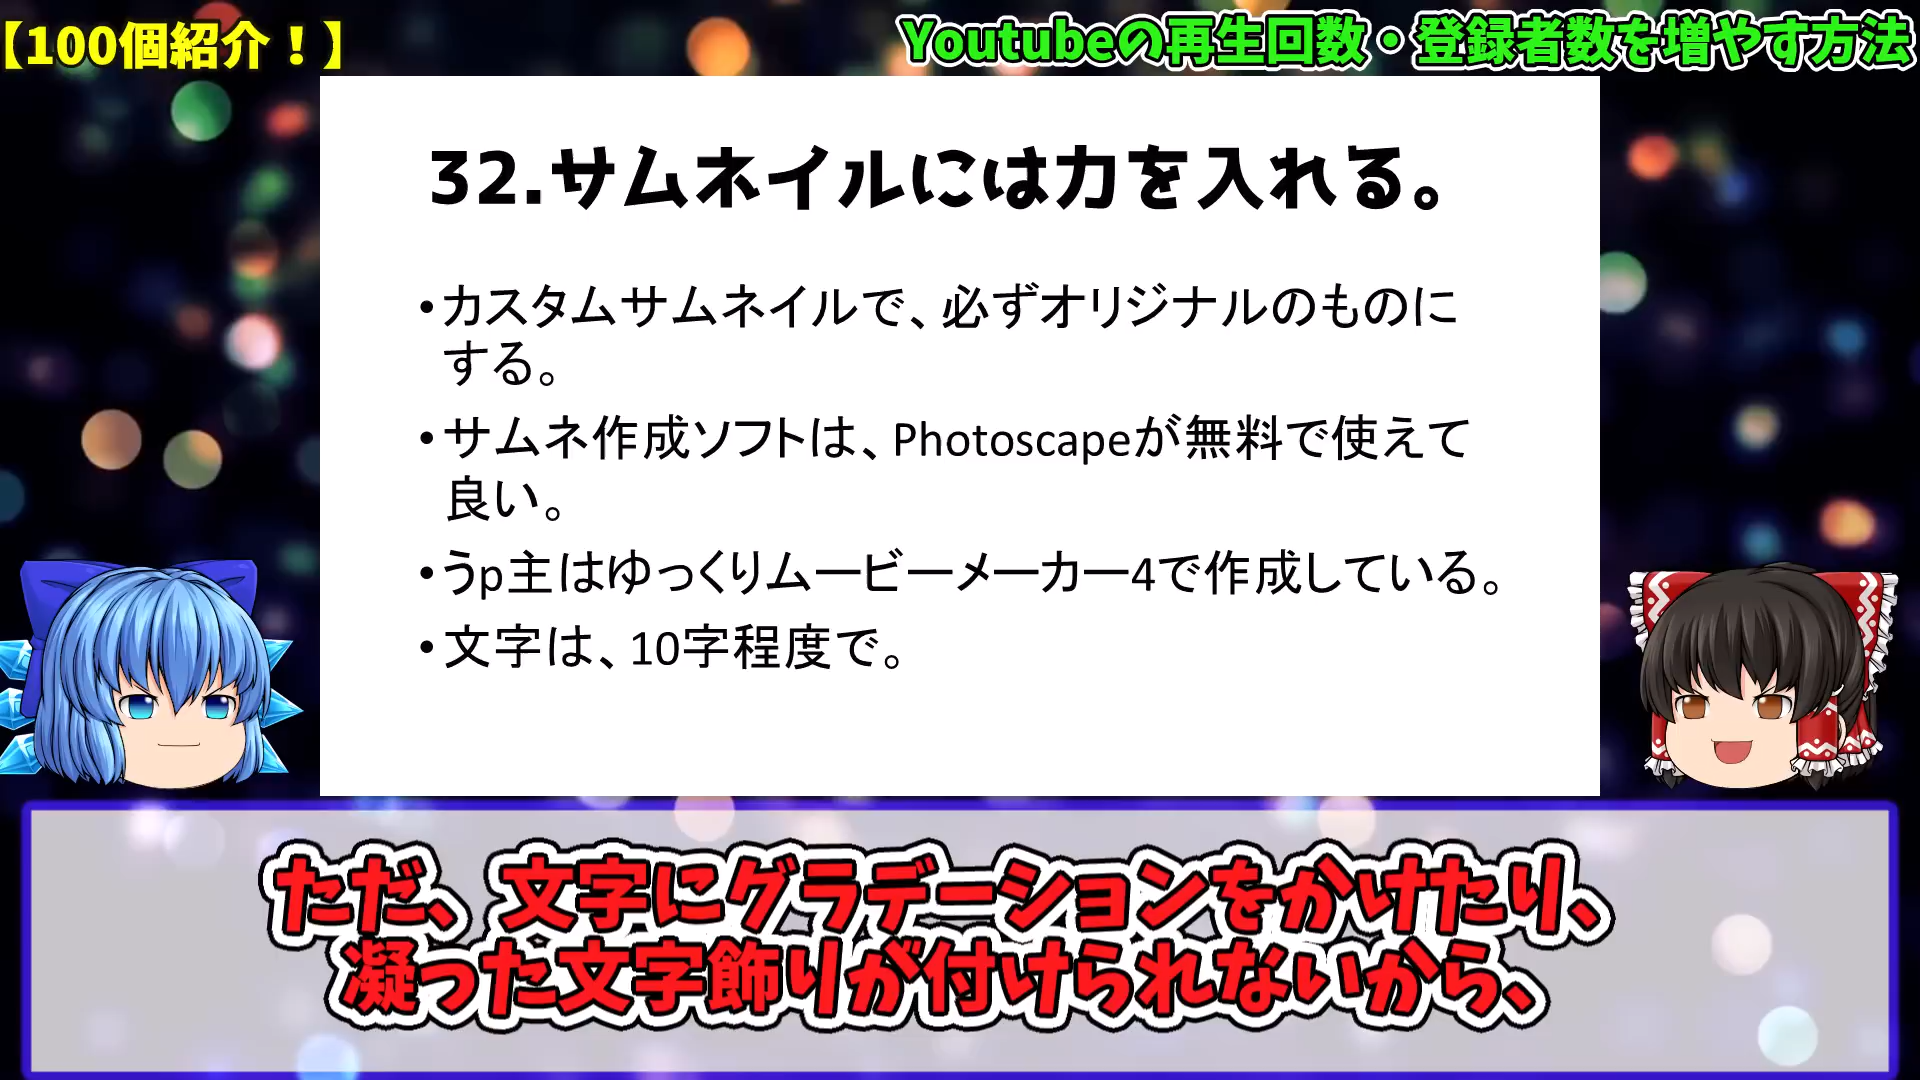 【100個紹介！】
Youtubeの再生回数・登録者数を増やす方法
32.サムネイルには力を入れる。
•カスタムサムネイルで、必ずオリジナルのものに
する。
•サムネ作成ソフトは、Photoscapeが無料で使えて
良い。
•うp主はゆっくりムービーメーカー4で作成している。
•文字は、10字程度で。
ただ、文字にグラデーションをかけたり、
凝った文字飾りが付けられないから、